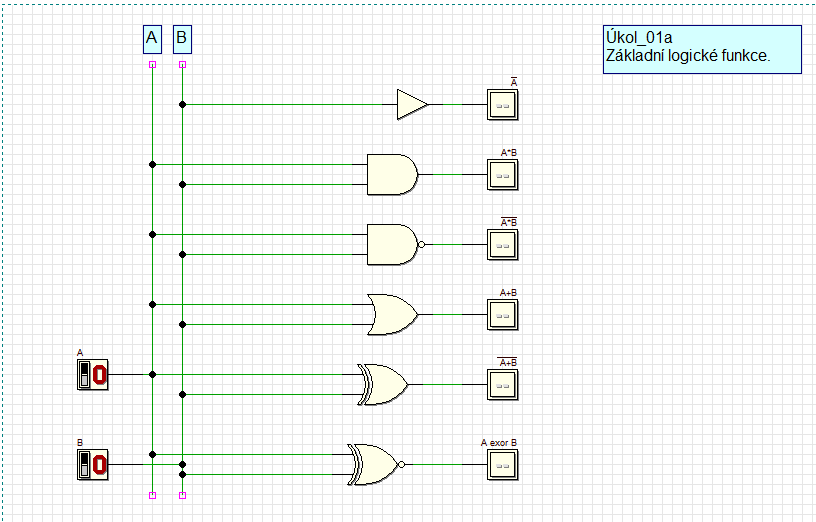 A B
Úkol_01a
Základní logické funkce.
A̅
A*B
A̅*̅B̅
A+B
A
A̅+̅B̅
B
A exor B